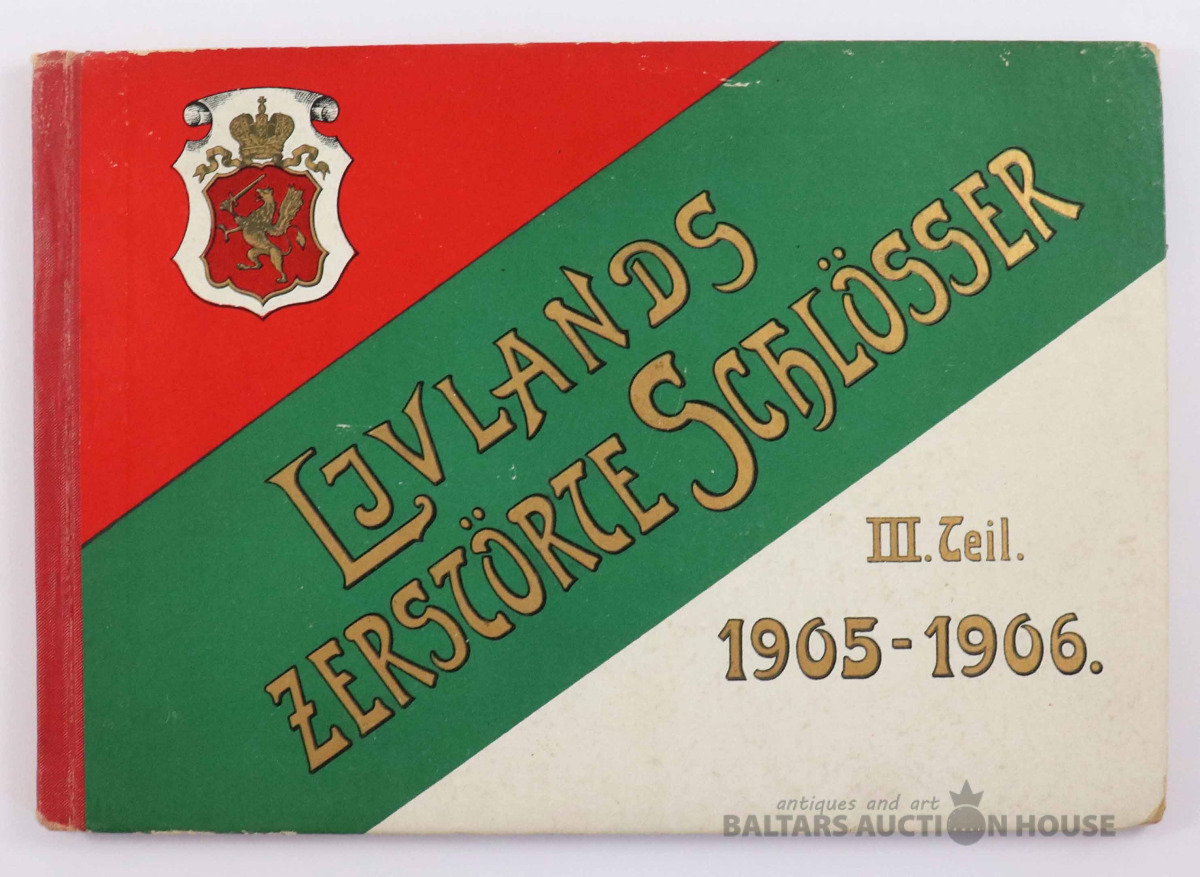 LIVLANDS
ZERSTÖRTE SCHLÖSSER
III. Teil.
1905-1906.
antiques and art
BALTARS AUCTION HOUSE